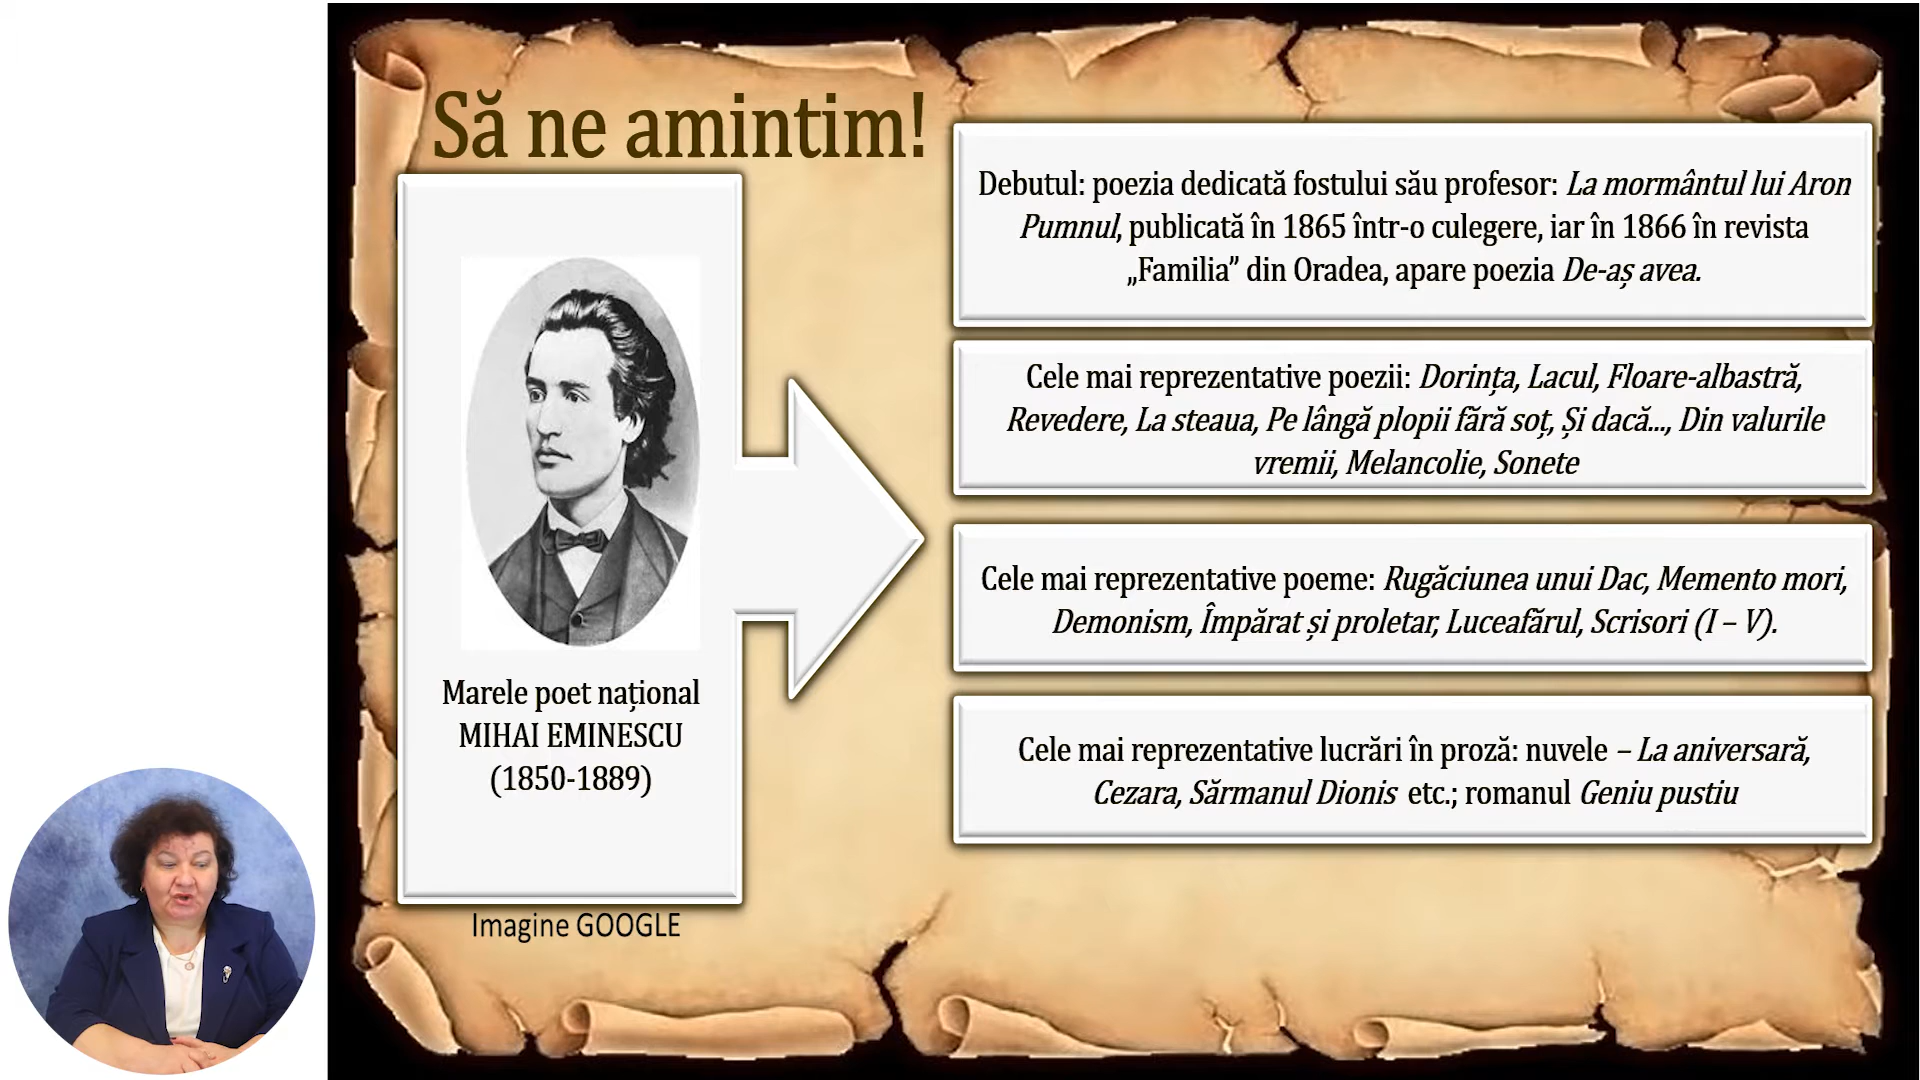 Să ne amintim!
Marele poet național
MIHAI EMINESCU
(1850-1889)
Imagine GOOGLE
Debutul: poezia dedicată fostului său profesor: La mormântul lui Aron
Pumnul, publicată în 1865 într-o culegere, iar în 1866 în revista
„Familia” din Oradea, apare poezia De-aș avea.
Cele mai reprezentative poezii: Dorința, Lacul, Floare-albastră,
Revedere, La steaua, Pe lângă plopii fără soț, Și dacă..., Din valurile
vremii, Melancolie, Sonete
Cele mai reprezentative poeme: Rugăciunea unui Dac, Memento mori,
Demonism, Împărat și proletar, Luceafărul, Scrisori (I – V).
Cele mai reprezentative lucrări în proză: nuvele – La aniversară,
Cezara, Sărmanul Dionis etc.; romanul Geniu pustiu